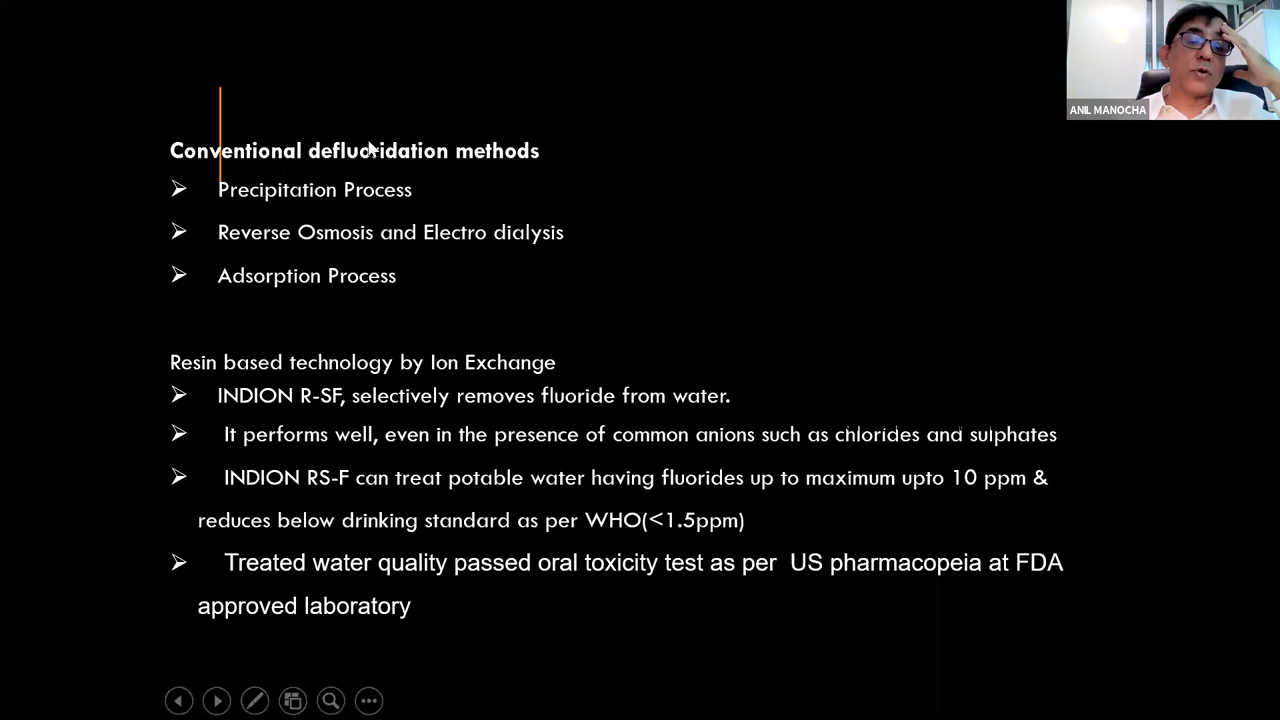 ANIL MANOCHA
Conventional defluoridation methods
Precipitation Process
Reverse Osmosis and Electro dialysis
Adsorption Process
Resin based technology by Ion Exchange
INDION R-SF, selectively removes fluoride from water.
It performs well, even in the presence of common anions such as chlorides and sulphates
INDION RS-F can treat potable water having fluorides up to maximum upto 10 ppm &
reduces below drinking standard as per WHO(<1.5ppm)
Treated water quality passed oral toxicity test as per US pharmacopeia at FDA
approved laboratory